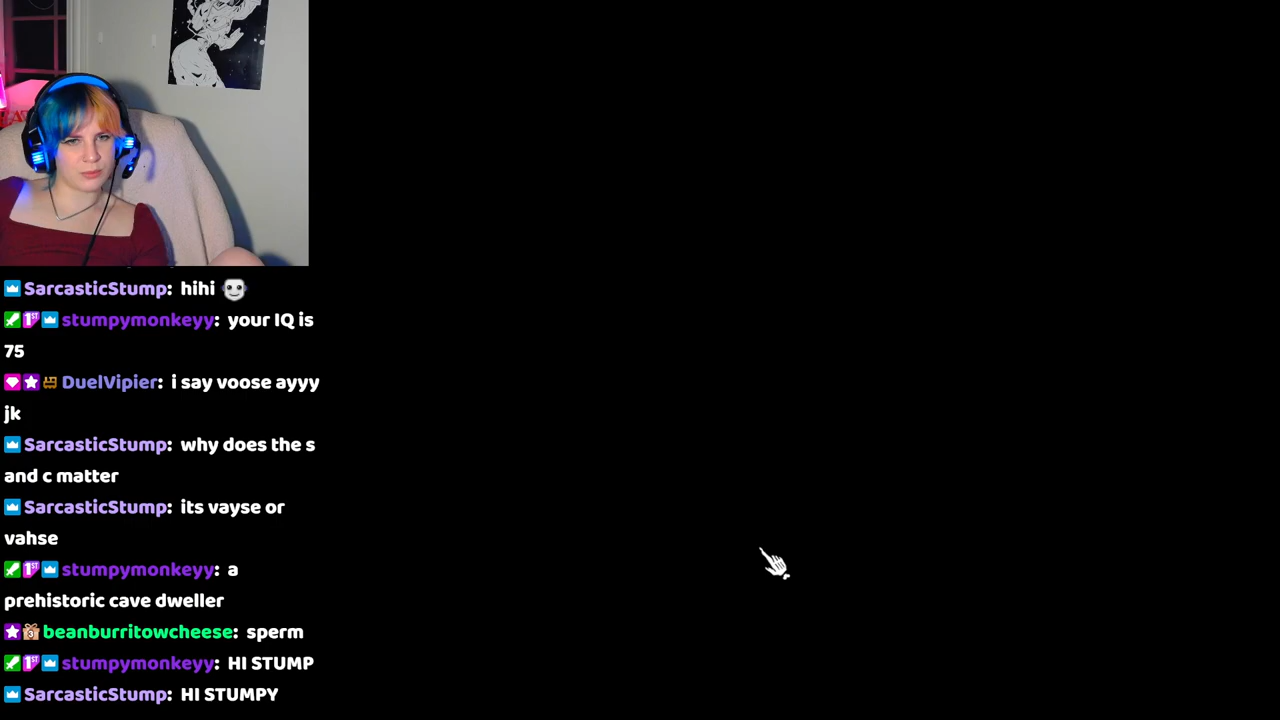 SarcasticStump: hihi
stumpymonkeyy: your IQ is
75
DuelVipier: i say voose ayyy
jk
SarcasticStump: why does the s
and c matter
SarcasticStump: its vayse or
vahse
stumpymonkeyy: a
prehistoric cave dweller
beanburritowcheese: sperm
stumpymonkeyy: HI STUMP
SarcasticStump: HI STUMPY